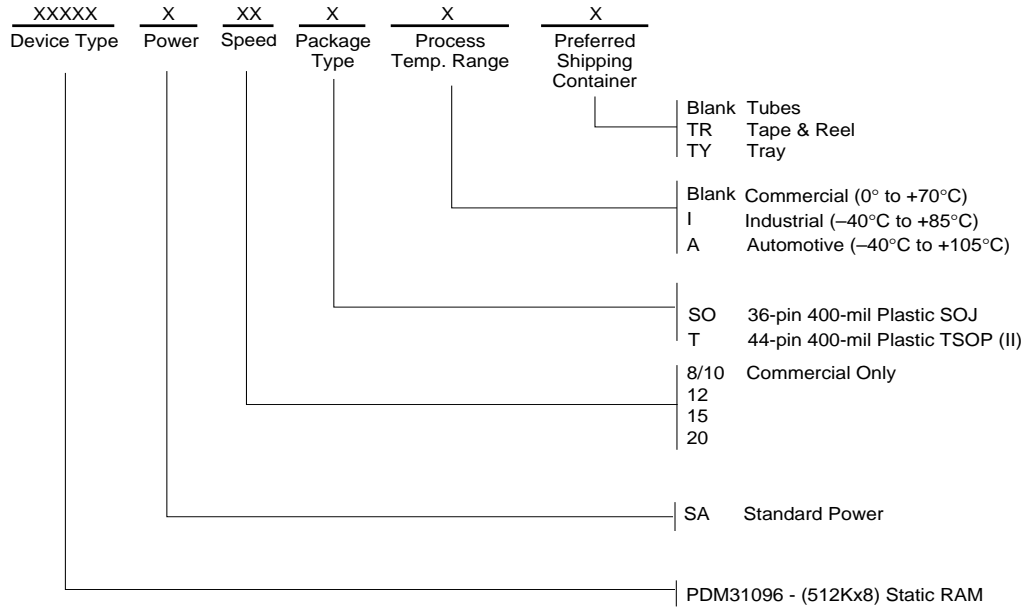 XXXXX X XX X X X
Device Type Power Speed Package Type Process Temp. Range Preferred Shipping Container
Blank Tubes
TR Tape & Reel
TY Tray
Blank Commercial (0° to +70°C)
I Industrial (–40°C to +85°C)
A Automotive (–40°C to +105°C)
SO 36-pin 400-mil Plastic SOJ
T 44-pin 400-mil Plastic TSOP (II)
8/10 Commercial Only
12
15
20
SA Standard Power
PDM31096 - (512Kx8) Static RAM